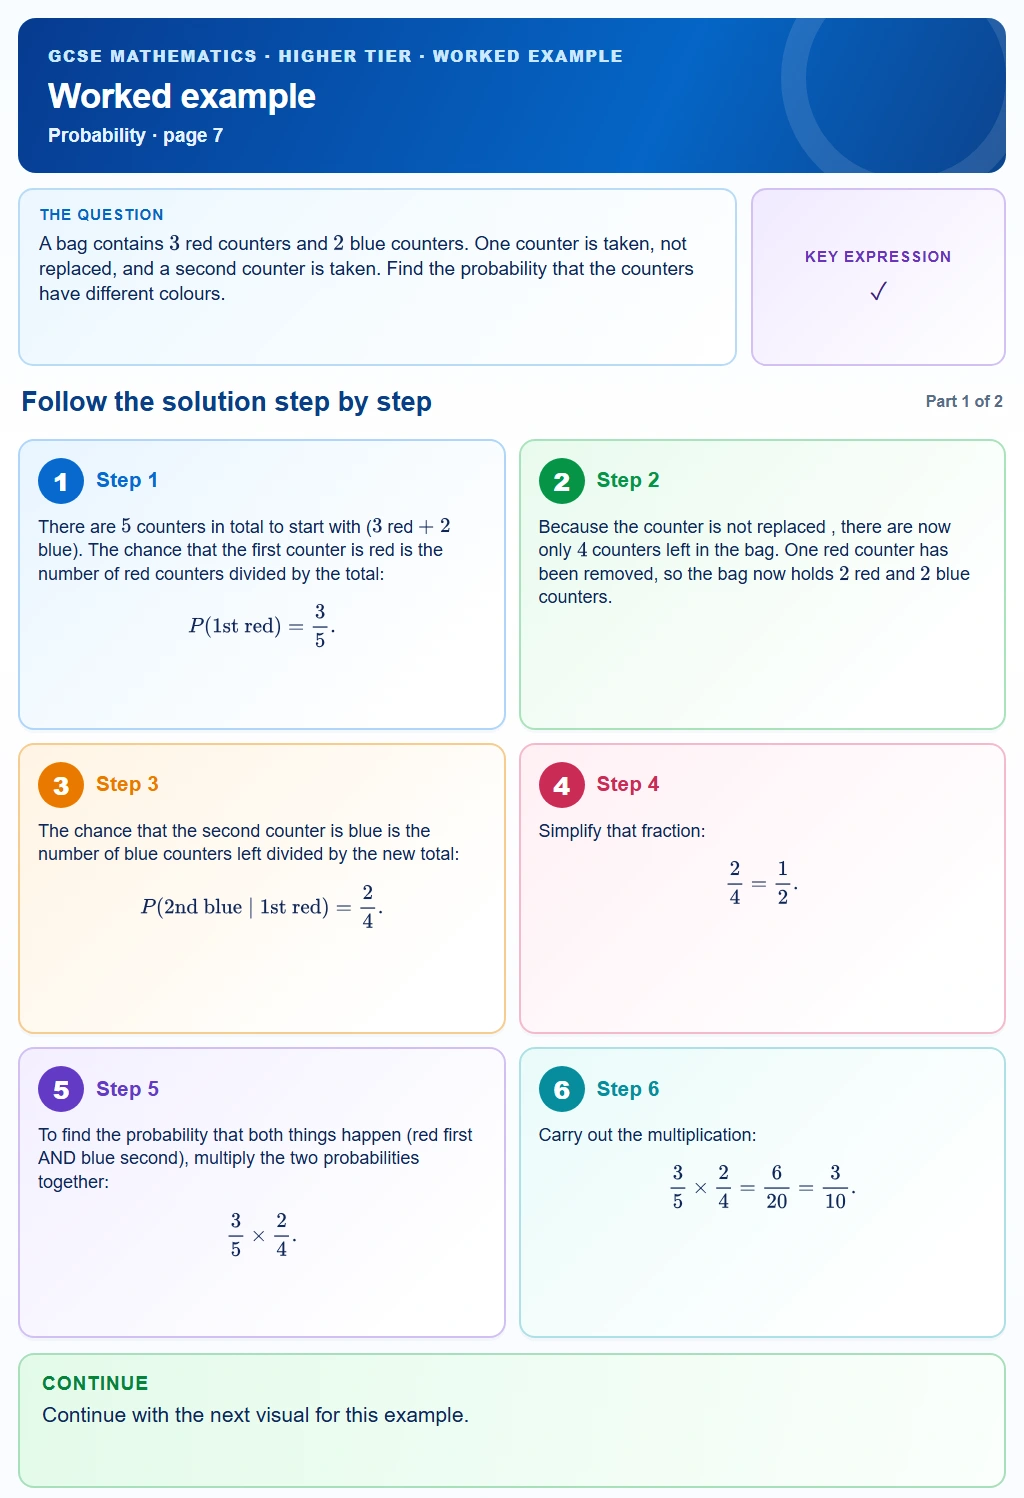 GCSE MATHEMATICS · HIGHER TIER · WORKED EXAMPLE
Worked example
Probability · page 7
THE QUESTION
A bag contains 3 red counters and 2 blue counters. One counter is taken, not
replaced, and a second counter is taken. Find the probability that the counters
have different colours.
KEY EXPRESSION
✓
Follow the solution step by step
Part 1 of 2
1 Step 1
There are 5 counters in total to start with (3 red + 2
blue). The chance that the first counter is red is the
number of red counters divided by the total:
P(1st red) = 3/5.
2 Step 2
Because the counter is not replaced , there are now
only 4 counters left in the bag. One red counter has
been removed, so the bag now holds 2 red and 2 blue
counters.
3 Step 3
The chance that the second counter is blue is the
number of blue counters left divided by the new total:
P(2nd blue | 1st red) = 2/4.
4 Step 4
Simplify that fraction:
2/4 = 1/2.
5 Step 5
To find the probability that both things happen (red first
AND blue second), multiply the two probabilities
together:
3/5 × 2/4.
6 Step 6
Carry out the multiplication:
3/5 × 2/4 = 6/20 = 3/10.
CONTINUE
Continue with the next visual for this example.